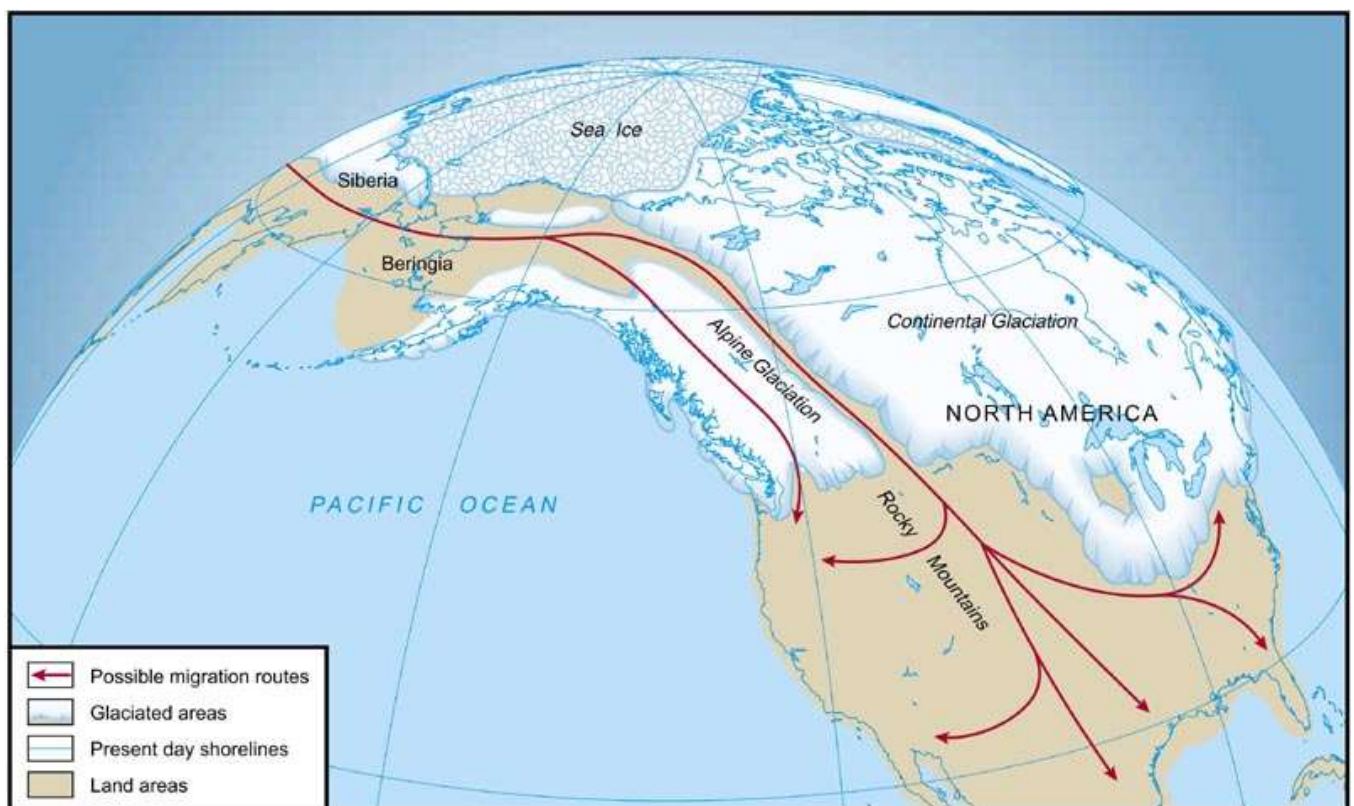 Sea Ice
Siberia
Beringia
Continental Glaciation
Alpine Glaciation
NORTH AMERICA
PACIFIC OCEAN
Rocky
Mountains
Possible migration routes
Glaciated areas
Present day shorelines
Land areas